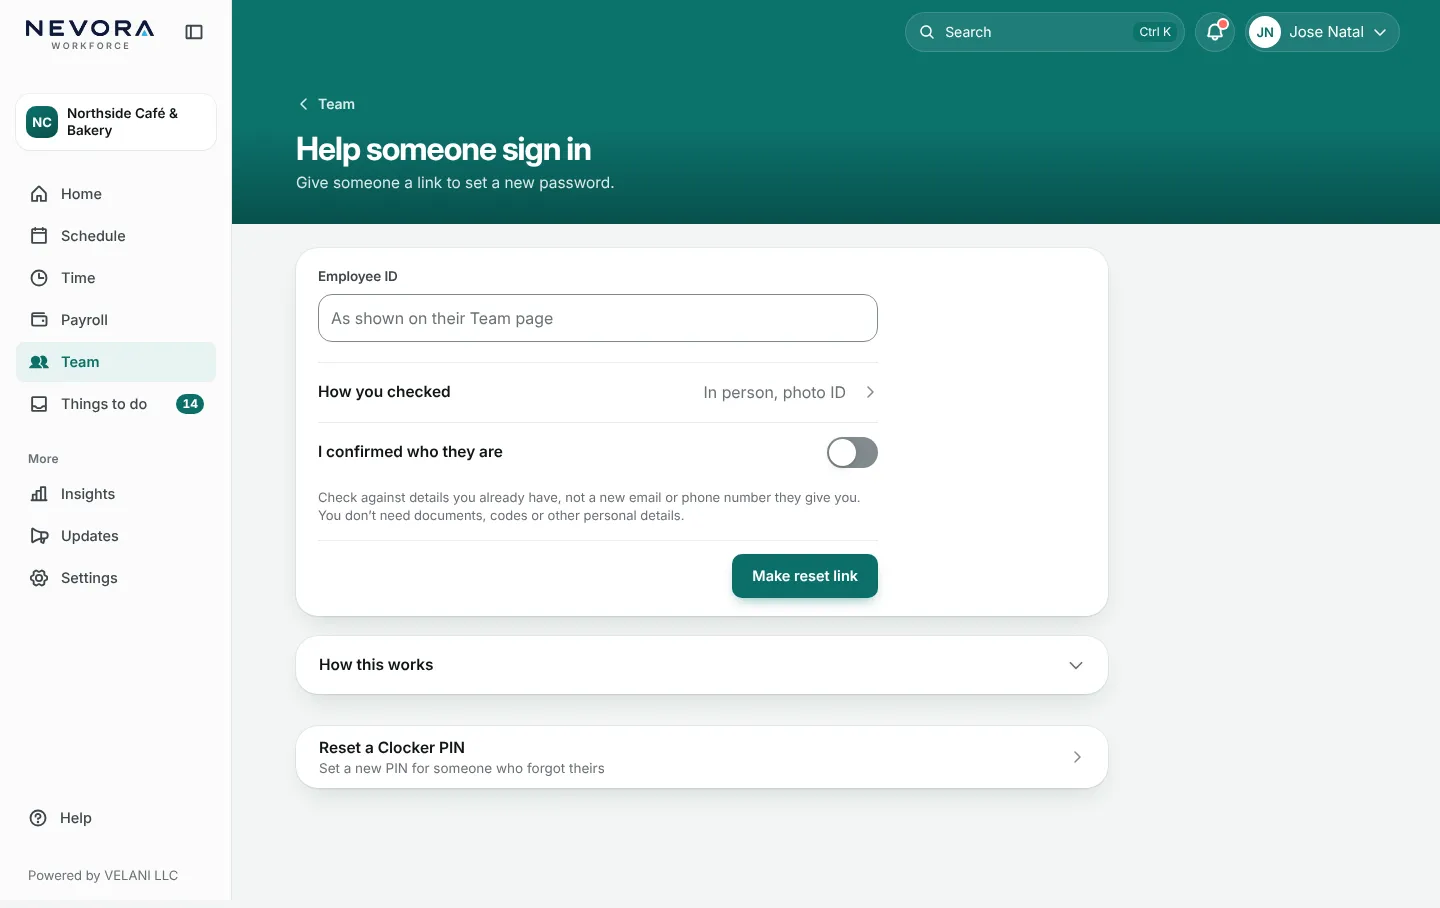 NEVORA
WORKFORCE
Search
Ctrl K
JN
Jose Natal
NC
Northside Café &
Bakery
Home
Schedule
Time
Payroll
Team
Things to do
14
More
Insights
Updates
Settings
Help
Powered by VELANI LLC
Team
Help someone sign in
Give someone a link to set a new password.
Employee ID
As shown on their Team page
How you checked
In person, photo ID
I confirmed who they are
Check against details you already have, not a new email or phone number they give you.
You don’t need documents, codes or other personal details.
Make reset link
How this works
Reset a Clocker PIN
Set a new PIN for someone who forgot theirs